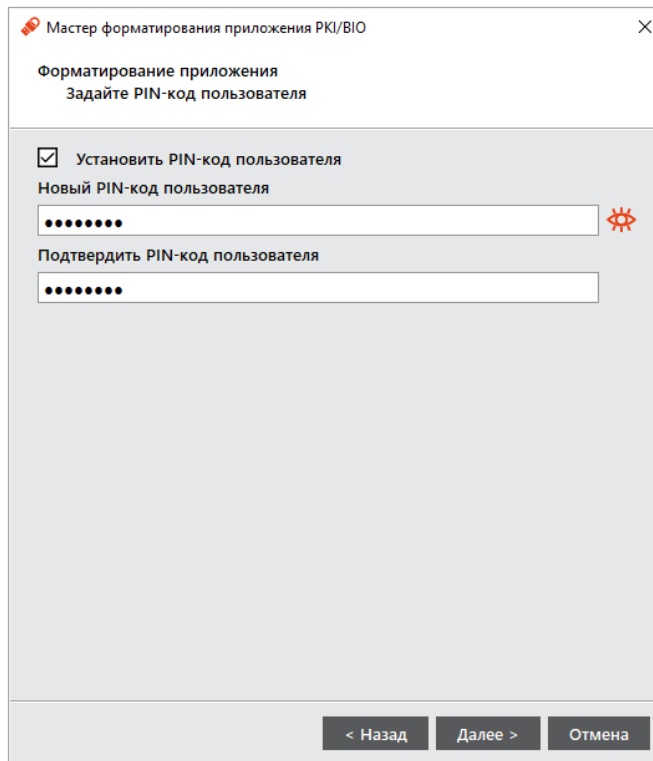 Мастер форматирования приложения PKI/BIO
Форматирование приложения
Задайте PIN-код пользователя
Установить PIN-код пользователя
Новый PIN-код пользователя
••••••••
Подтвердить PIN-код пользователя
••••••••
< Назад Далее > Отмена